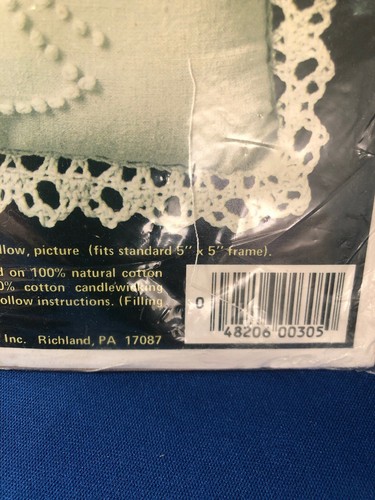 llow, picture (fits standard 5" x 5" frame).
d on 100% natural cotton
0% cotton candlewicking
ollow instructions. (Filling
Inc. Richland, PA 17087
0 48206 00305